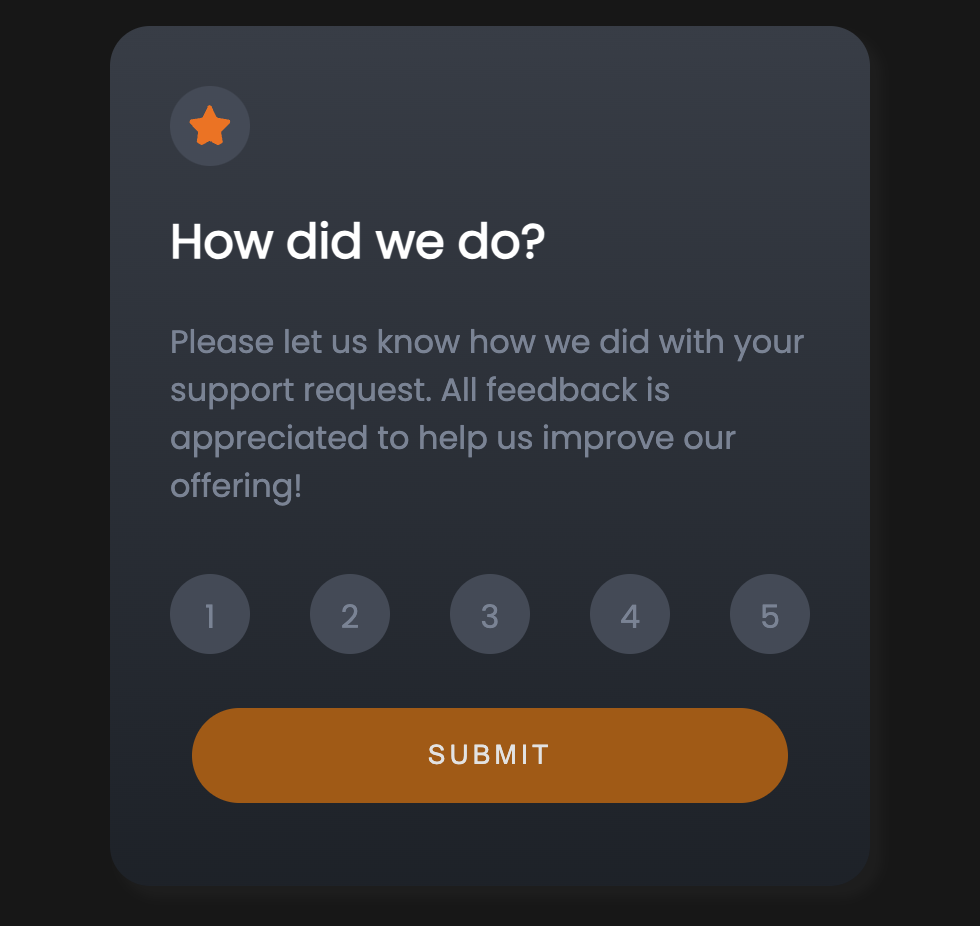 How did we do?
Please let us know how we did with your
support request. All feedback is
appreciated to help us improve our
offering!
1 2 3 4 5
SUBMIT